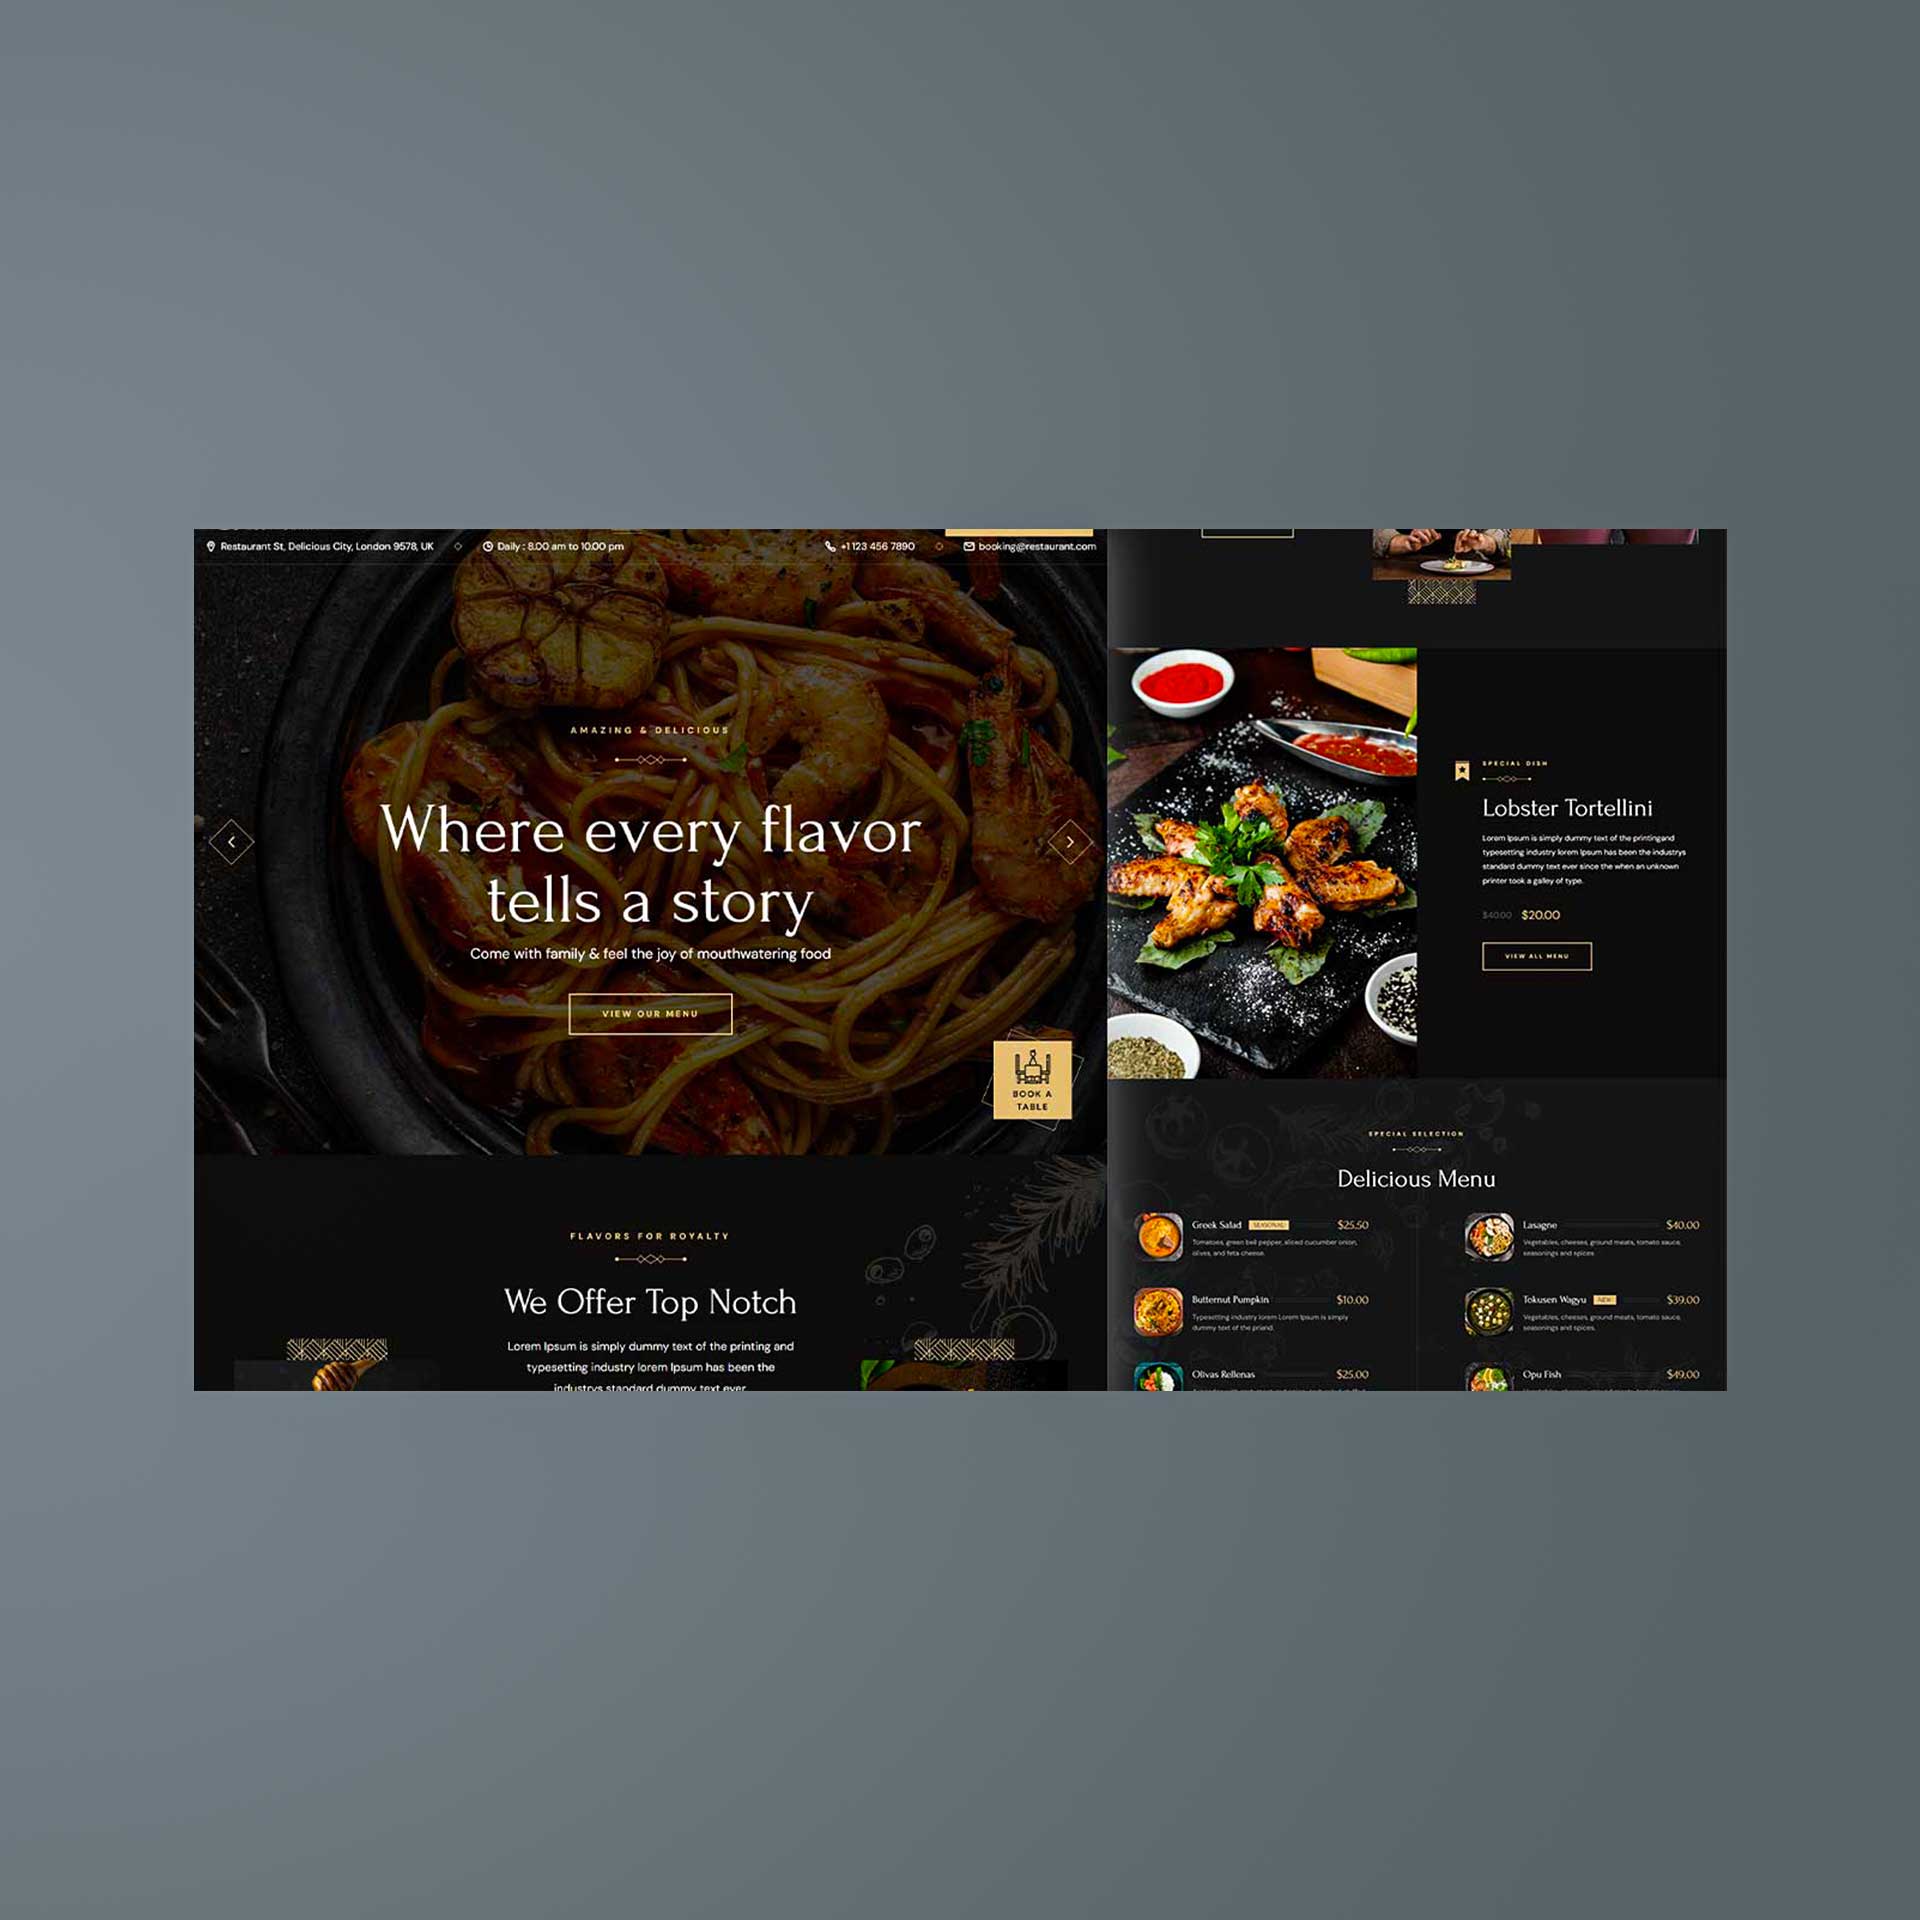 Restaurant St, Delicious City, London 9578, UK
Daily : 8.00 am to 10.00 pm
+1 123 456 7890
booking@restaurant.com
AMAZING & DELICIOUS
Where every flavor
tells a story
Come with family & feel the joy of mouthwatering food
VIEW OUR MENU
BOOK A
TABLE
FLAVORS FOR ROYALTY
We Offer Top Notch
Lorem Ipsum is simply dummy text of the printing and
typesetting industry lorem Ipsum has been the
industrys standard dummy text ever
SPECIAL DISH
Lobster Tortellini
Lorem Ipsum is simply dummy text of the printingand
typesetting industry lorem Ipsum has been the industrys
standard dummy text ever since the when an unknown
printer took a galley of type.
$40.00 $20.00
VIEW ALL MENU
SPECIAL SELECTION
Delicious Menu
Greek Salad SEASONAL $25.50
Tomatoes, green bell pepper, sliced cucumber onion,
olives, and feta cheese.
Butternut Pumpkin $10.00
Typesetting industry lorem Lorem Ipsum is simply
dummy text of the priand.
Olivas Rellenas $25.00
Lasagne $40.00
Vegetables, cheeses, ground meats, tomato sauce,
seasonings and spices
Tokusen Wagyu NEW $39.00
Vegetables, cheeses, ground meats, tomato sauce,
seasonings and spices.
Opu Fish $49.00